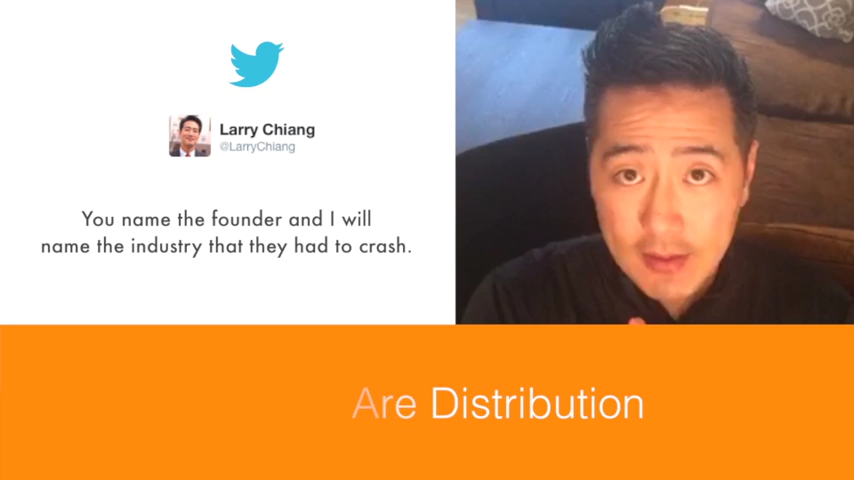 Larry Chiang
@LarryChiang
You name the founder and I will
name the industry that they had to crash.
Are Distribution